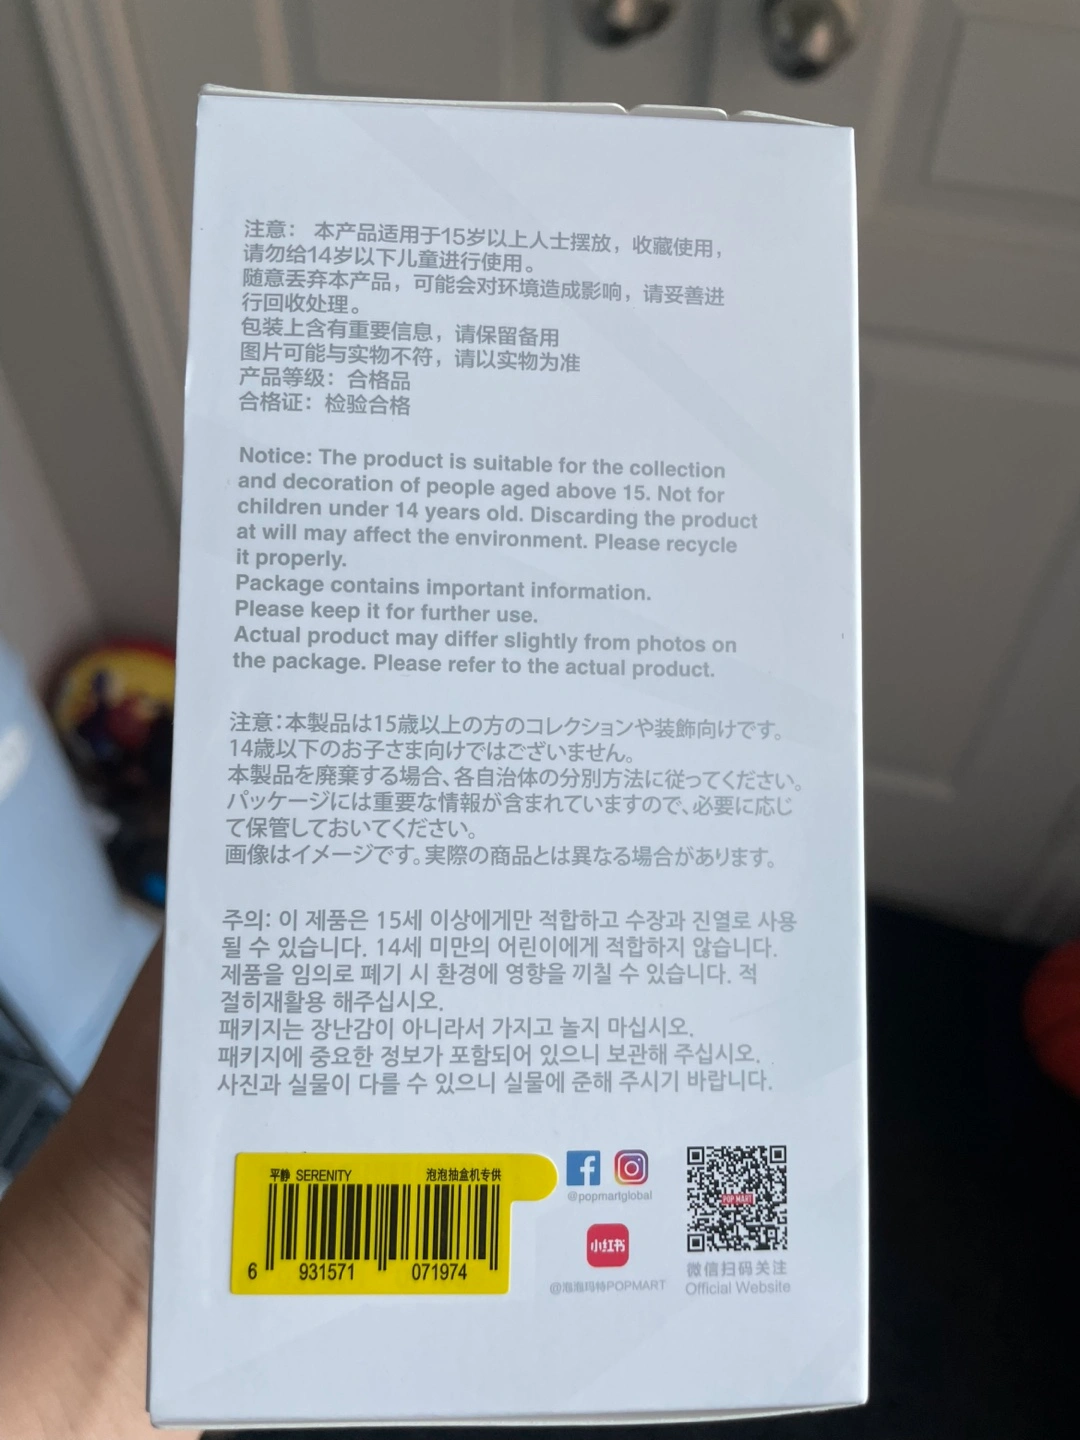 注意： 本产品适用于15岁以上人士摆放，收藏使用，
请勿给14岁以下儿童进行使用。
随意丢弃本产品，可能会对环境造成影响，请妥善进
行回收处理。
包装上含有重要信息，请保留备用
图片可能与实物不符，请以实物为准
产品等级：合格品
合格证：检验合格
Notice: The product is suitable for the collection
and decoration of people aged above 15. Not for
children under 14 years old. Discarding the product
at will may affect the environment. Please recycle
it properly.
Package contains important information.
Please keep it for further use.
Actual product may differ slightly from photos on
the package. Please refer to the actual product.
注意：本製品は15歳以上の方のコレクションや装飾向けです。
14歳以下のお子さま向けではございません。
本製品を廃棄する場合、各自治体の分別方法に従ってください。
パッケージには重要な情報が含まれていますので、必要に応じ
て保管しておいてください。
画像はイメージです。実際の商品とは異なる場合があります。
주의: 이 제품은 15세 이상에게만 적합하고 수장과 진열로 사용
될 수 있습니다. 14세 미만의 어린이에게 적합하지 않습니다.
제품을 임의로 폐기 시 환경에 영향을 끼칠 수 있습니다. 적
절히재활용 해주십시오.
패키지는 장난감이 아니라서 가지고 놀지 마십시오.
패키지에 중요한 정보가 포함되어 있으니 보관해 주십시오.
사진과 실물이 다를 수 있으니 실물에 준해 주시기 바랍니다.
平静 SERENITY 泡泡抽盒机专供
6 931571 071974
@popmartglobal
小红书
@泡泡玛特POPMART
POP MART
微信扫码关注
Official Website